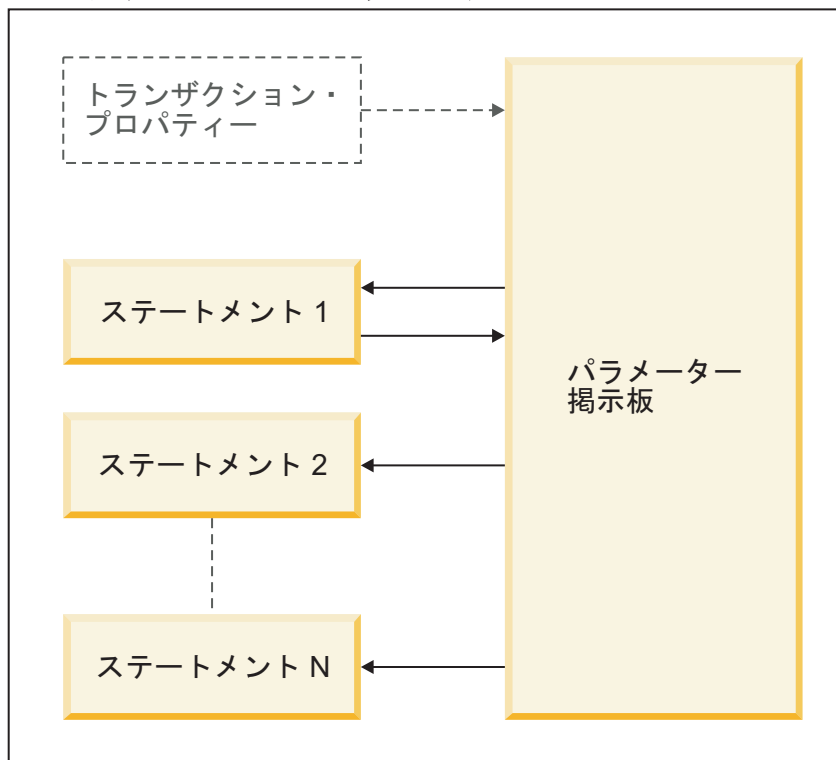 トランザクション・
プロパティー
ステートメント 1
パラメーター
掲示板
ステートメント 2
ステートメント N